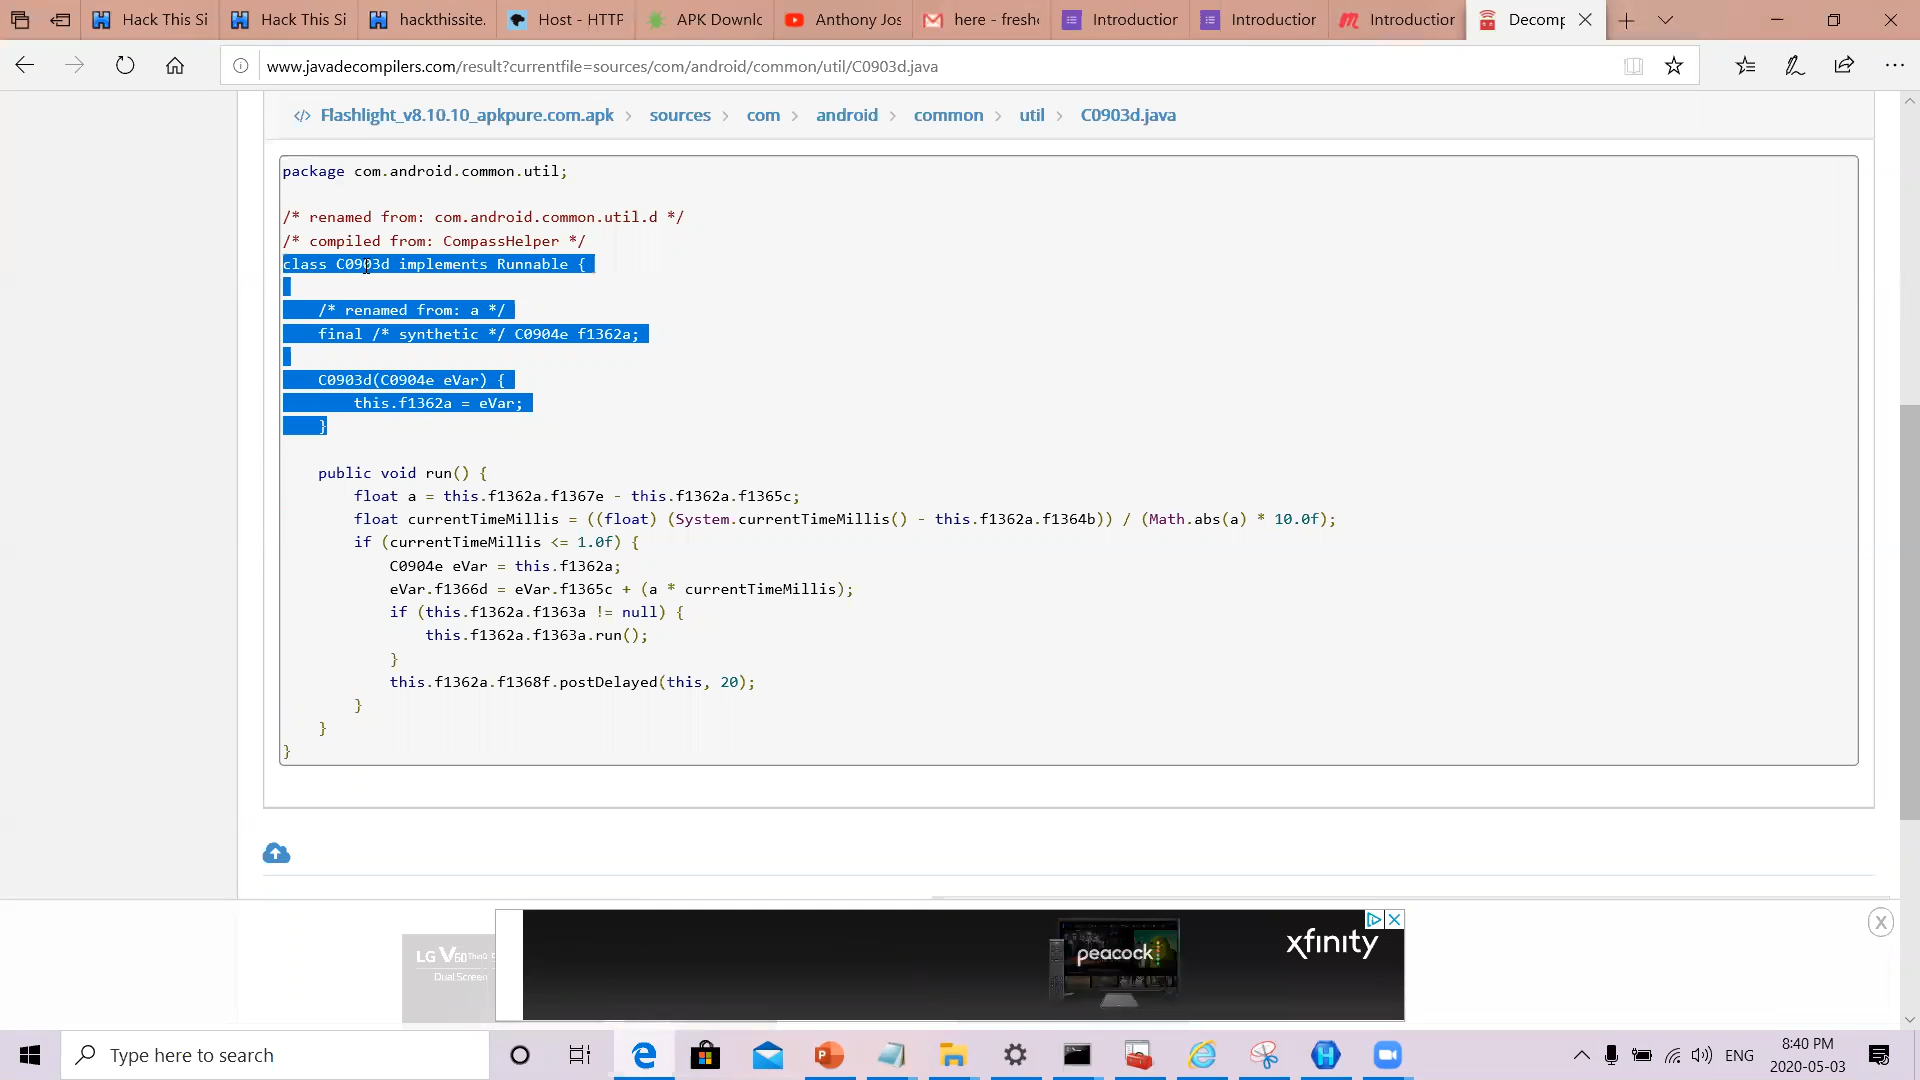 Hack This Si
Hack This Si
hackthissite.
Host - HTTP
APK Downlc
Anthony Jos
here - fresh
Introduction
Introduction
Introduction
Decomp
www.javadecompilers.com/result?currentfile=sources/com/android/common/util/C0903d.java
Flashlight_v8.10.10_apkpure.com.apk > sources > com > android > common > util > C0903d.java
package com.android.common.util;
/* renamed from: com.android.common.util.d */
/* compiled from: CompassHelper */
class C0903d implements Runnable {
/* renamed from: a */
final /* synthetic */ C0904e f1362a;
C0903d(C0904e eVar) {
this.f1362a = eVar;
}
public void run() {
float a = this.f1362a.f1367e - this.f1362a.f1365c;
float currentTimeMillis = ((float) (System.currentTimeMillis() - this.f1362a.f1364b)) / (Math.abs(a) * 10.0f);
if (currentTimeMillis <= 1.0f) {
C0904e eVar = this.f1362a;
eVar.f1366d = eVar.f1365c + (a * currentTimeMillis);
if (this.f1362a.f1363a != null) {
this.f1362a.f1363a.run();
}
this.f1362a.f1368f.postDelayed(this, 20);
}
}
}
LG V60 ThinQ
Dual Screen
peacock
xfinity
X
Type here to search
ENG
8:40 PM
2020-05-03